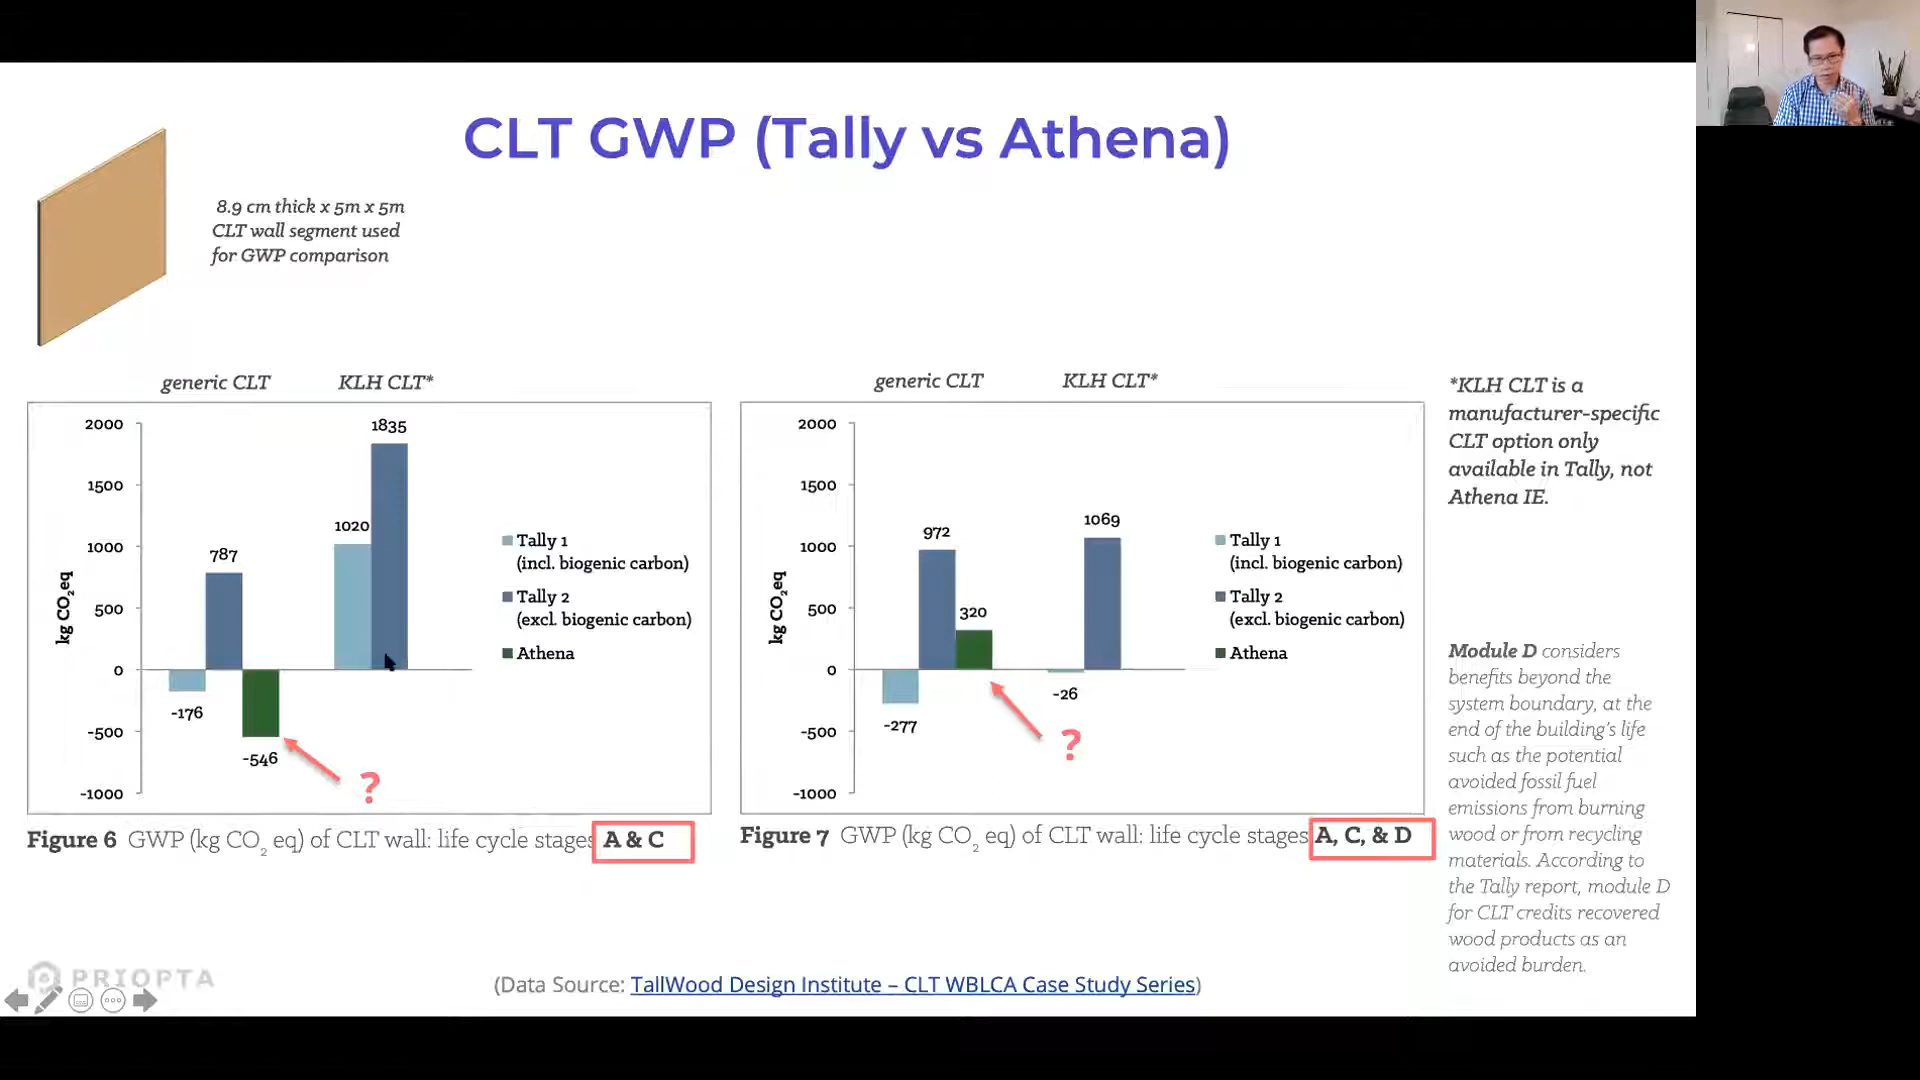 CLT GWP (Tally vs Athena)
8.9 cm thick x 5m x 5m
CLT wall segment used
for GWP comparison
generic CLT
KLH CLT*
2000
1500
1000
500
0
-500
-1000
kg CO2eq
787
-176
-546
1020
1835
Tally 1
(incl. biogenic carbon)
Tally 2
(excl. biogenic carbon)
Athena
?
Figure 6 GWP (kg CO2 eq) of CLT wall: life cycle stages A & C
generic CLT
KLH CLT*
2000
1500
1000
500
0
-500
-1000
kg CO2eq
972
320
-277
1069
-26
Tally 1
(incl. biogenic carbon)
Tally 2
(excl. biogenic carbon)
Athena
?
Figure 7 GWP (kg CO2 eq) of CLT wall: life cycle stages A, C, & D
*KLH CLT is a
manufacturer-specific
CLT option only
available in Tally, not
Athena IE.
Module D considers
benefits beyond the
system boundary, at the
end of the building's life
such as the potential
avoided fossil fuel
emissions from burning
wood or from recycling
materials. According to
the Tally report, module D
for CLT credits recovered
wood products as an
avoided burden.
PRIOPTA
(Data Source: TallWood Design Institute – CLT WBLCA Case Study Series)